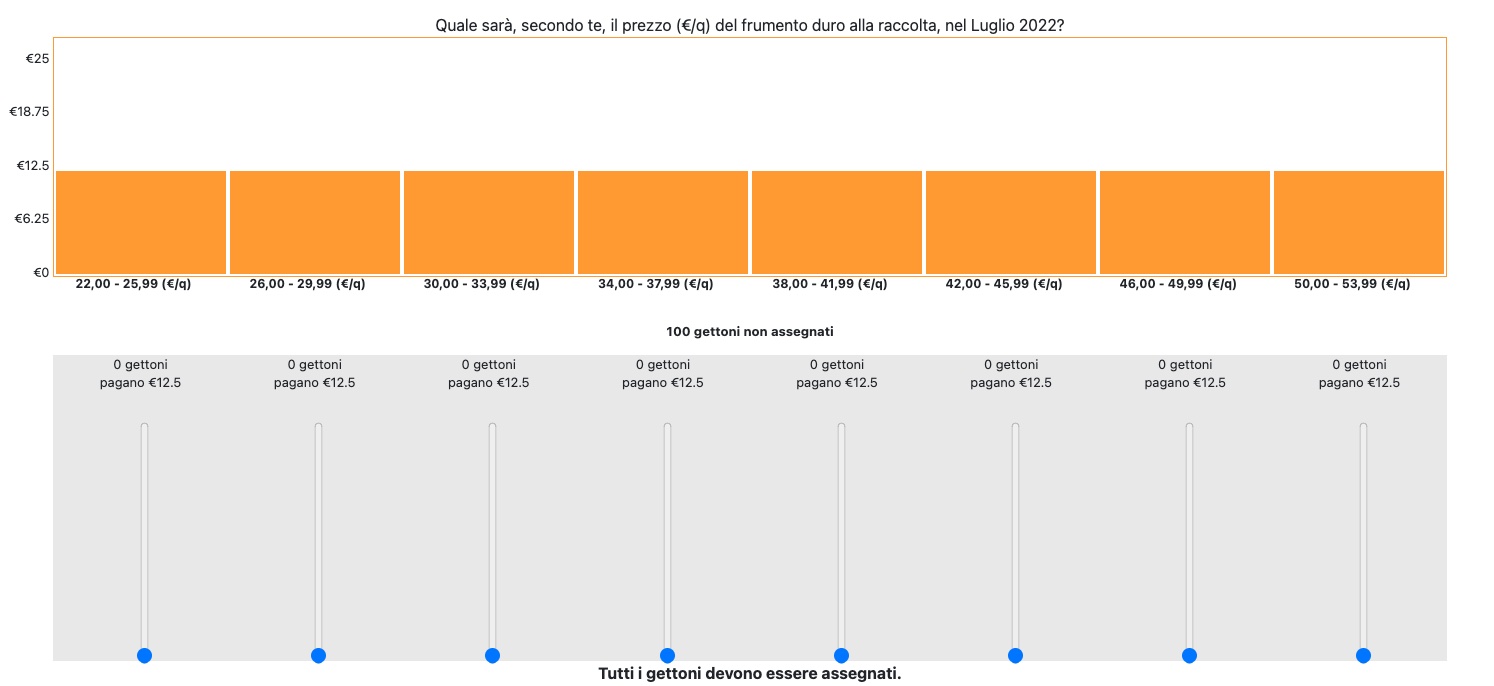 Quale sarà, secondo te, il prezzo (€/q) del frumento duro alla raccolta, nel Luglio 2022?
€25
€18.75
€12.5
€6.25
€0
22,00 - 25,99 (€/q) 26,00 - 29,99 (€/q) 30,00 - 33,99 (€/q) 34,00 - 37,99 (€/q) 38,00 - 41,99 (€/q) 42,00 - 45,99 (€/q) 46,00 - 49,99 (€/q) 50,00 - 53,99 (€/q)
100 gettoni non assegnati
0 gettoni 0 gettoni 0 gettoni 0 gettoni 0 gettoni 0 gettoni 0 gettoni 0 gettoni
pagano €12.5 pagano €12.5 pagano €12.5 pagano €12.5 pagano €12.5 pagano €12.5 pagano €12.5 pagano €12.5
Tutti i gettoni devono essere assegnati.